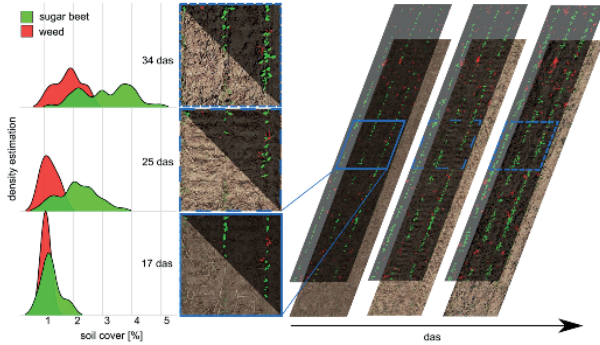 sugar beet
weed
34 das
25 das
17 das
density estimation
1 2 3 4 5
soil cover [%]
das